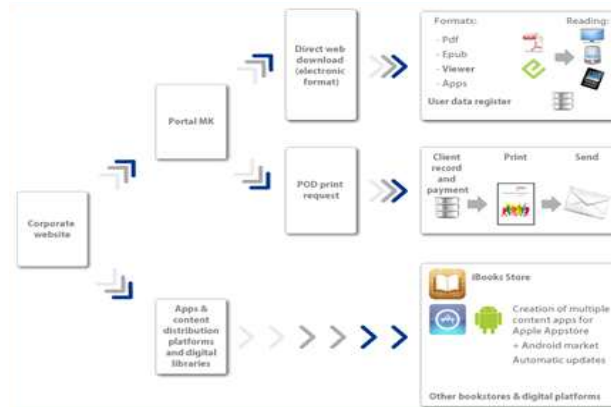 Corporate
website
Portal MK
Apps &
content
distribution
platforms
and digital
libraries
Direct web
download
(electronic
format)
POD print
request
Formats:
- Pdf
- Epub
- Viewer
- Apps
Reading:
User data register
Client
record
and
payment
Print
Send
iBooks Store
Creation of multiple
content apps for
Apple Appstore
+ Android market
Automatic updates
Other bookstores & digital platforms